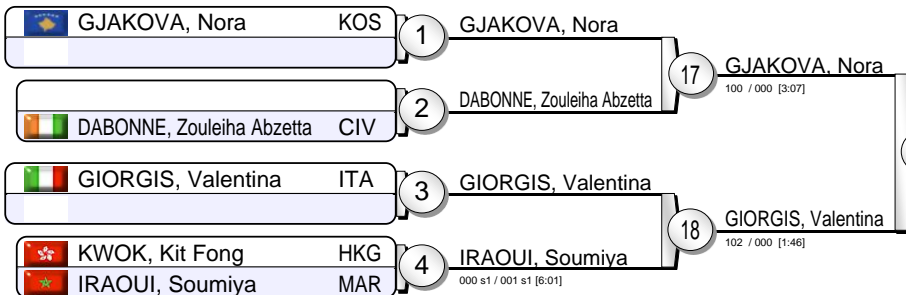 GJAKOVA, Nora KOS
1
DABONNE, Zouleiha Abzetta CIV
2
GIORGIS, Valentina ITA
3
KWOK, Kit Fong HKG
IRAOUI, Soumiya MAR
4
GJAKOVA, Nora
DABONNE, Zouleiha Abzetta
17
GIORGIS, Valentina
IRAOUI, Soumiya
000 s1 / 001 s1 [6:01]
18
GJAKOVA, Nora
100 / 000 [3:07]
GIORGIS, Valentina
102 / 000 [1:46]